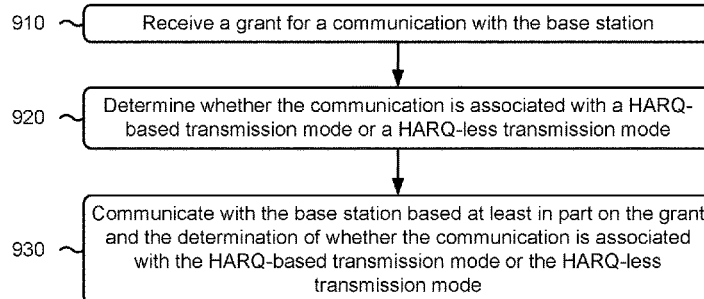 910
Receive a grant for a communication with the base station
920
Determine whether the communication is associated with a HARQ-
based transmission mode or a HARQ-less transmission mode
930
Communicate with the base station based at least in part on the grant
and the determination of whether the communication is associated
with the HARQ-based transmission mode or the HARQ-less
transmission mode